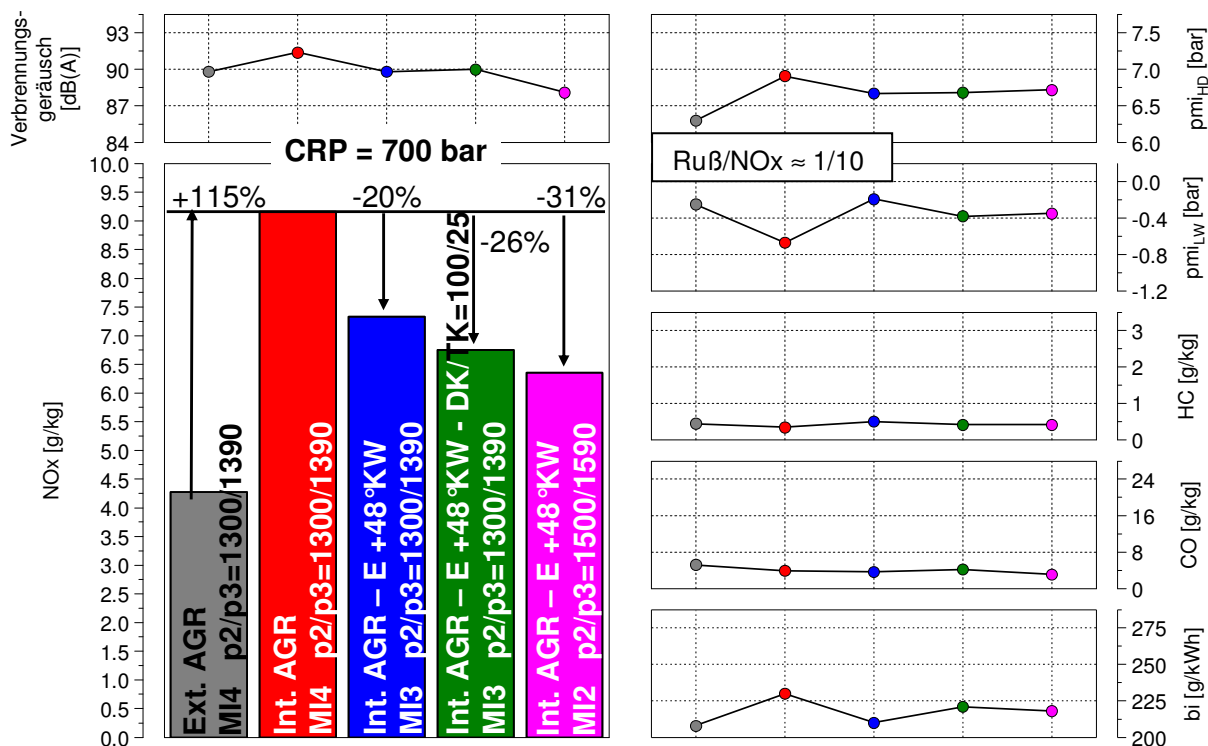 Verbrennungs-
geräusch
[dB(A)]
93
90
87
84
CRP = 700 bar
10.0
9.5
9.0
8.5
8.0
7.5
7.0
6.5
6.0
5.5
5.0
4.5
4.0
3.5
3.0
2.5
2.0
1.5
1.0
0.5
0.0
NOx [g/kg]
+115%
-20%
-26%
-31%
Ext. AGR
MI4 p2/p3=1300/1390
Int. AGR
MI4 p2/p3=1300/1390
Int. AGR – E +48°KW
MI3 p2/p3=1300/1390
Int. AGR – E +48°KW - DK/TK=100/25
MI3 p2/p3=1300/1390
Int. AGR – E +48°KW
MI2 p2/p3=1500/1590
7.5
7.0
6.5
6.0
pmiHD [bar]
Ruß/NOx ≈ 1/10
0.0
-0.4
-0.8
-1.2
pmiLW [bar]
3
2
1
0
HC [g/kg]
24
16
8
0
CO [g/kg]
275
250
225
200
bi [g/kWh]